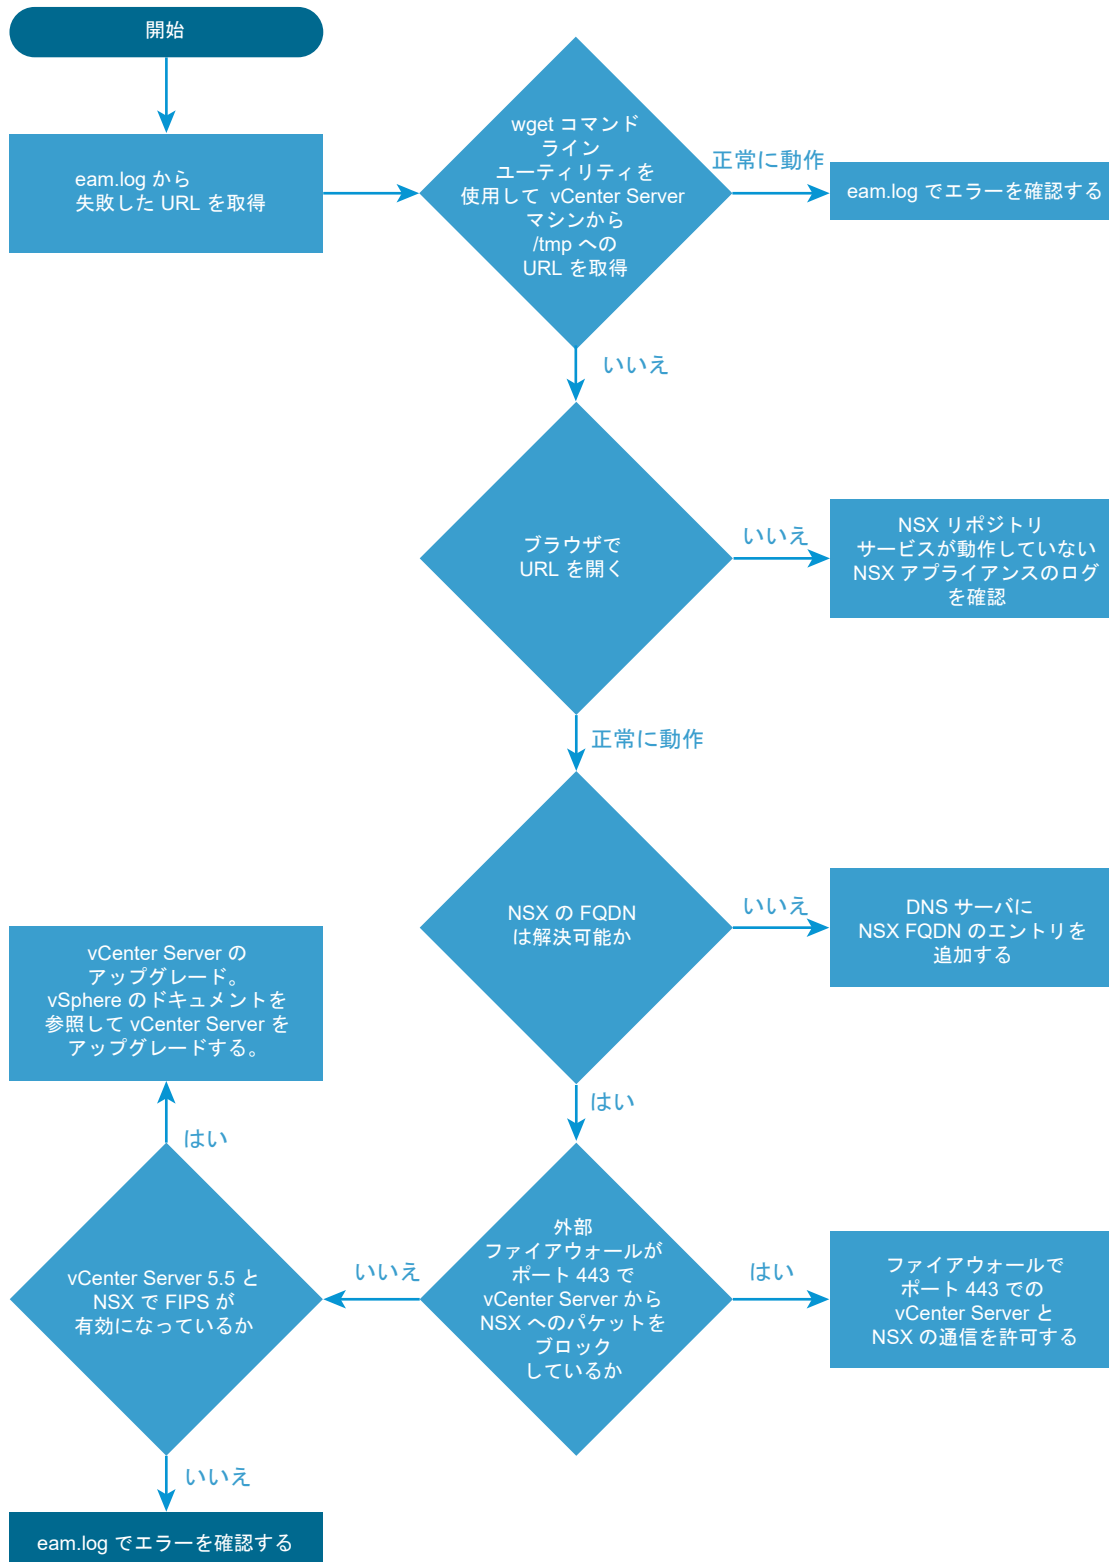 開始
eam.log から
失敗した URL を取得
wget コマンド
ライン
ユーティリティを
使用して vCenter Server
マシンから
/tmp への
URL を取得
正常に動作
eam.log でエラーを確認する
いいえ
ブラウザで
URL を開く
いいえ
NSX リポジトリ
サービスが動作していない
NSX アプライアンスのログ
を確認
正常に動作
NSX の FQDN
は解決可能か
いいえ
DNS サーバに
NSX FQDN のエントリを
追加する
はい
外部
ファイアウォールが
ポート 443 で
vCenter Server から
NSX へのパケットを
ブロック
しているか
はい
ファイアウォールで
ポート 443 での
vCenter Server と
NSX の通信を許可する
いいえ
vCenter Server 5.5 と
NSX で FIPS が
有効になっているか
はい
vCenter Server の
アップグレード。
vSphere のドキュメントを
参照して vCenter Server を
アップグレードする。
いいえ
eam.log でエラーを確認する